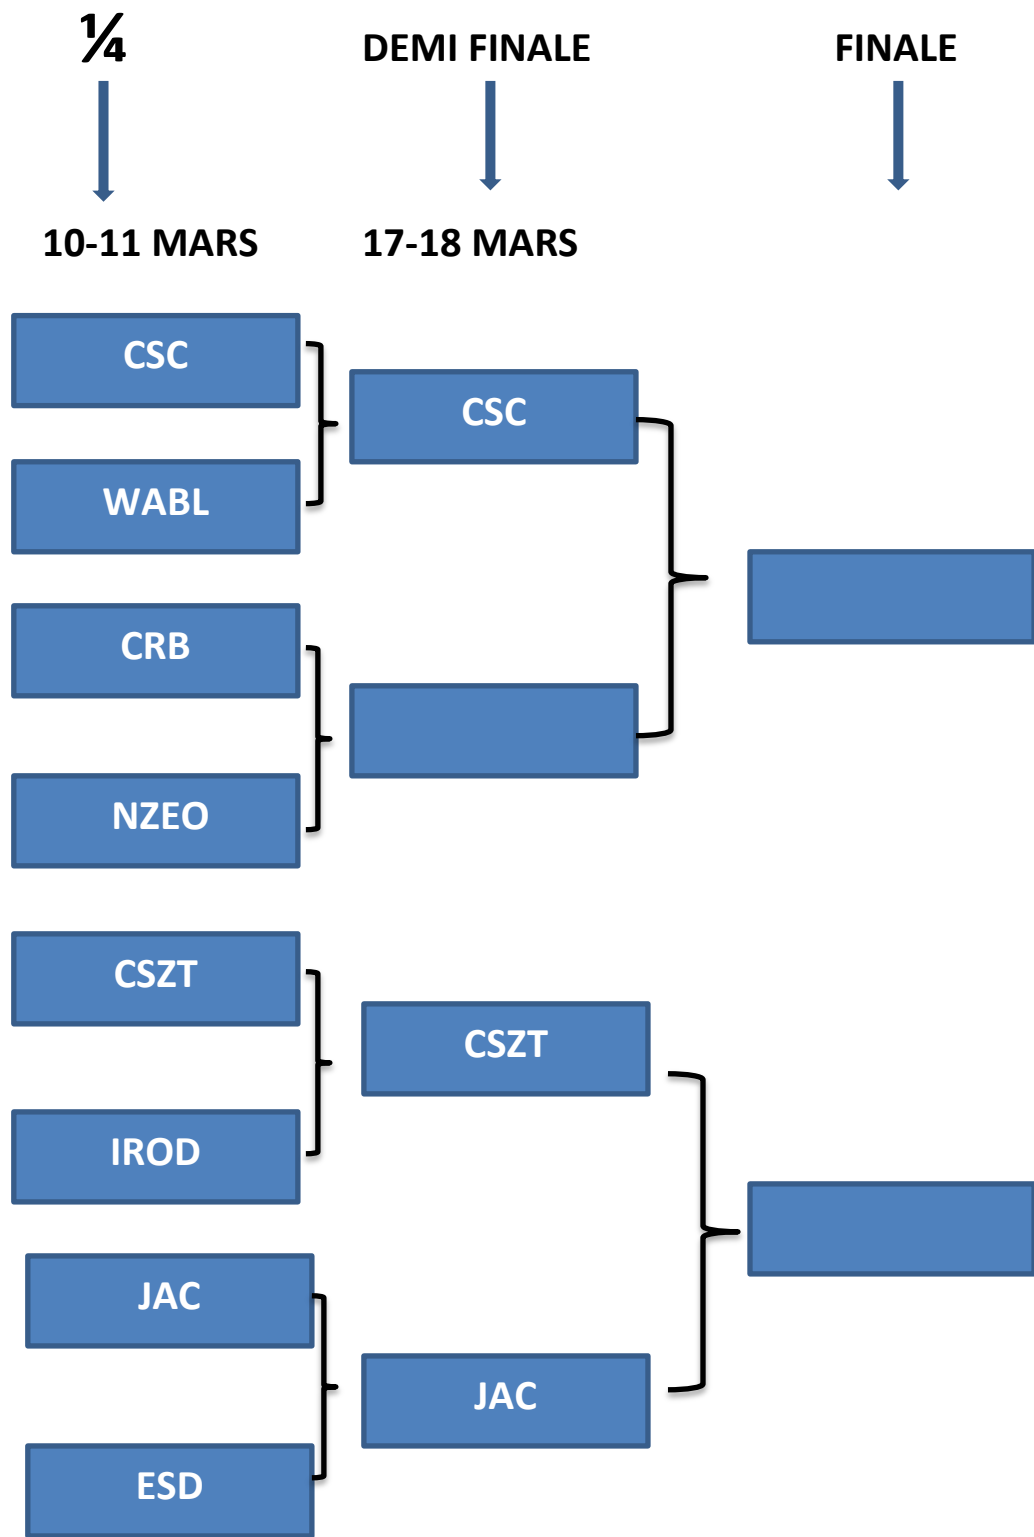 ¼ DEMI FINALE FINALE
10-11 MARS 17-18 MARS
CSC
CSC
WABL
CRB
NZEO
CSZT
CSZT
IROD
JAC
JAC
ESD